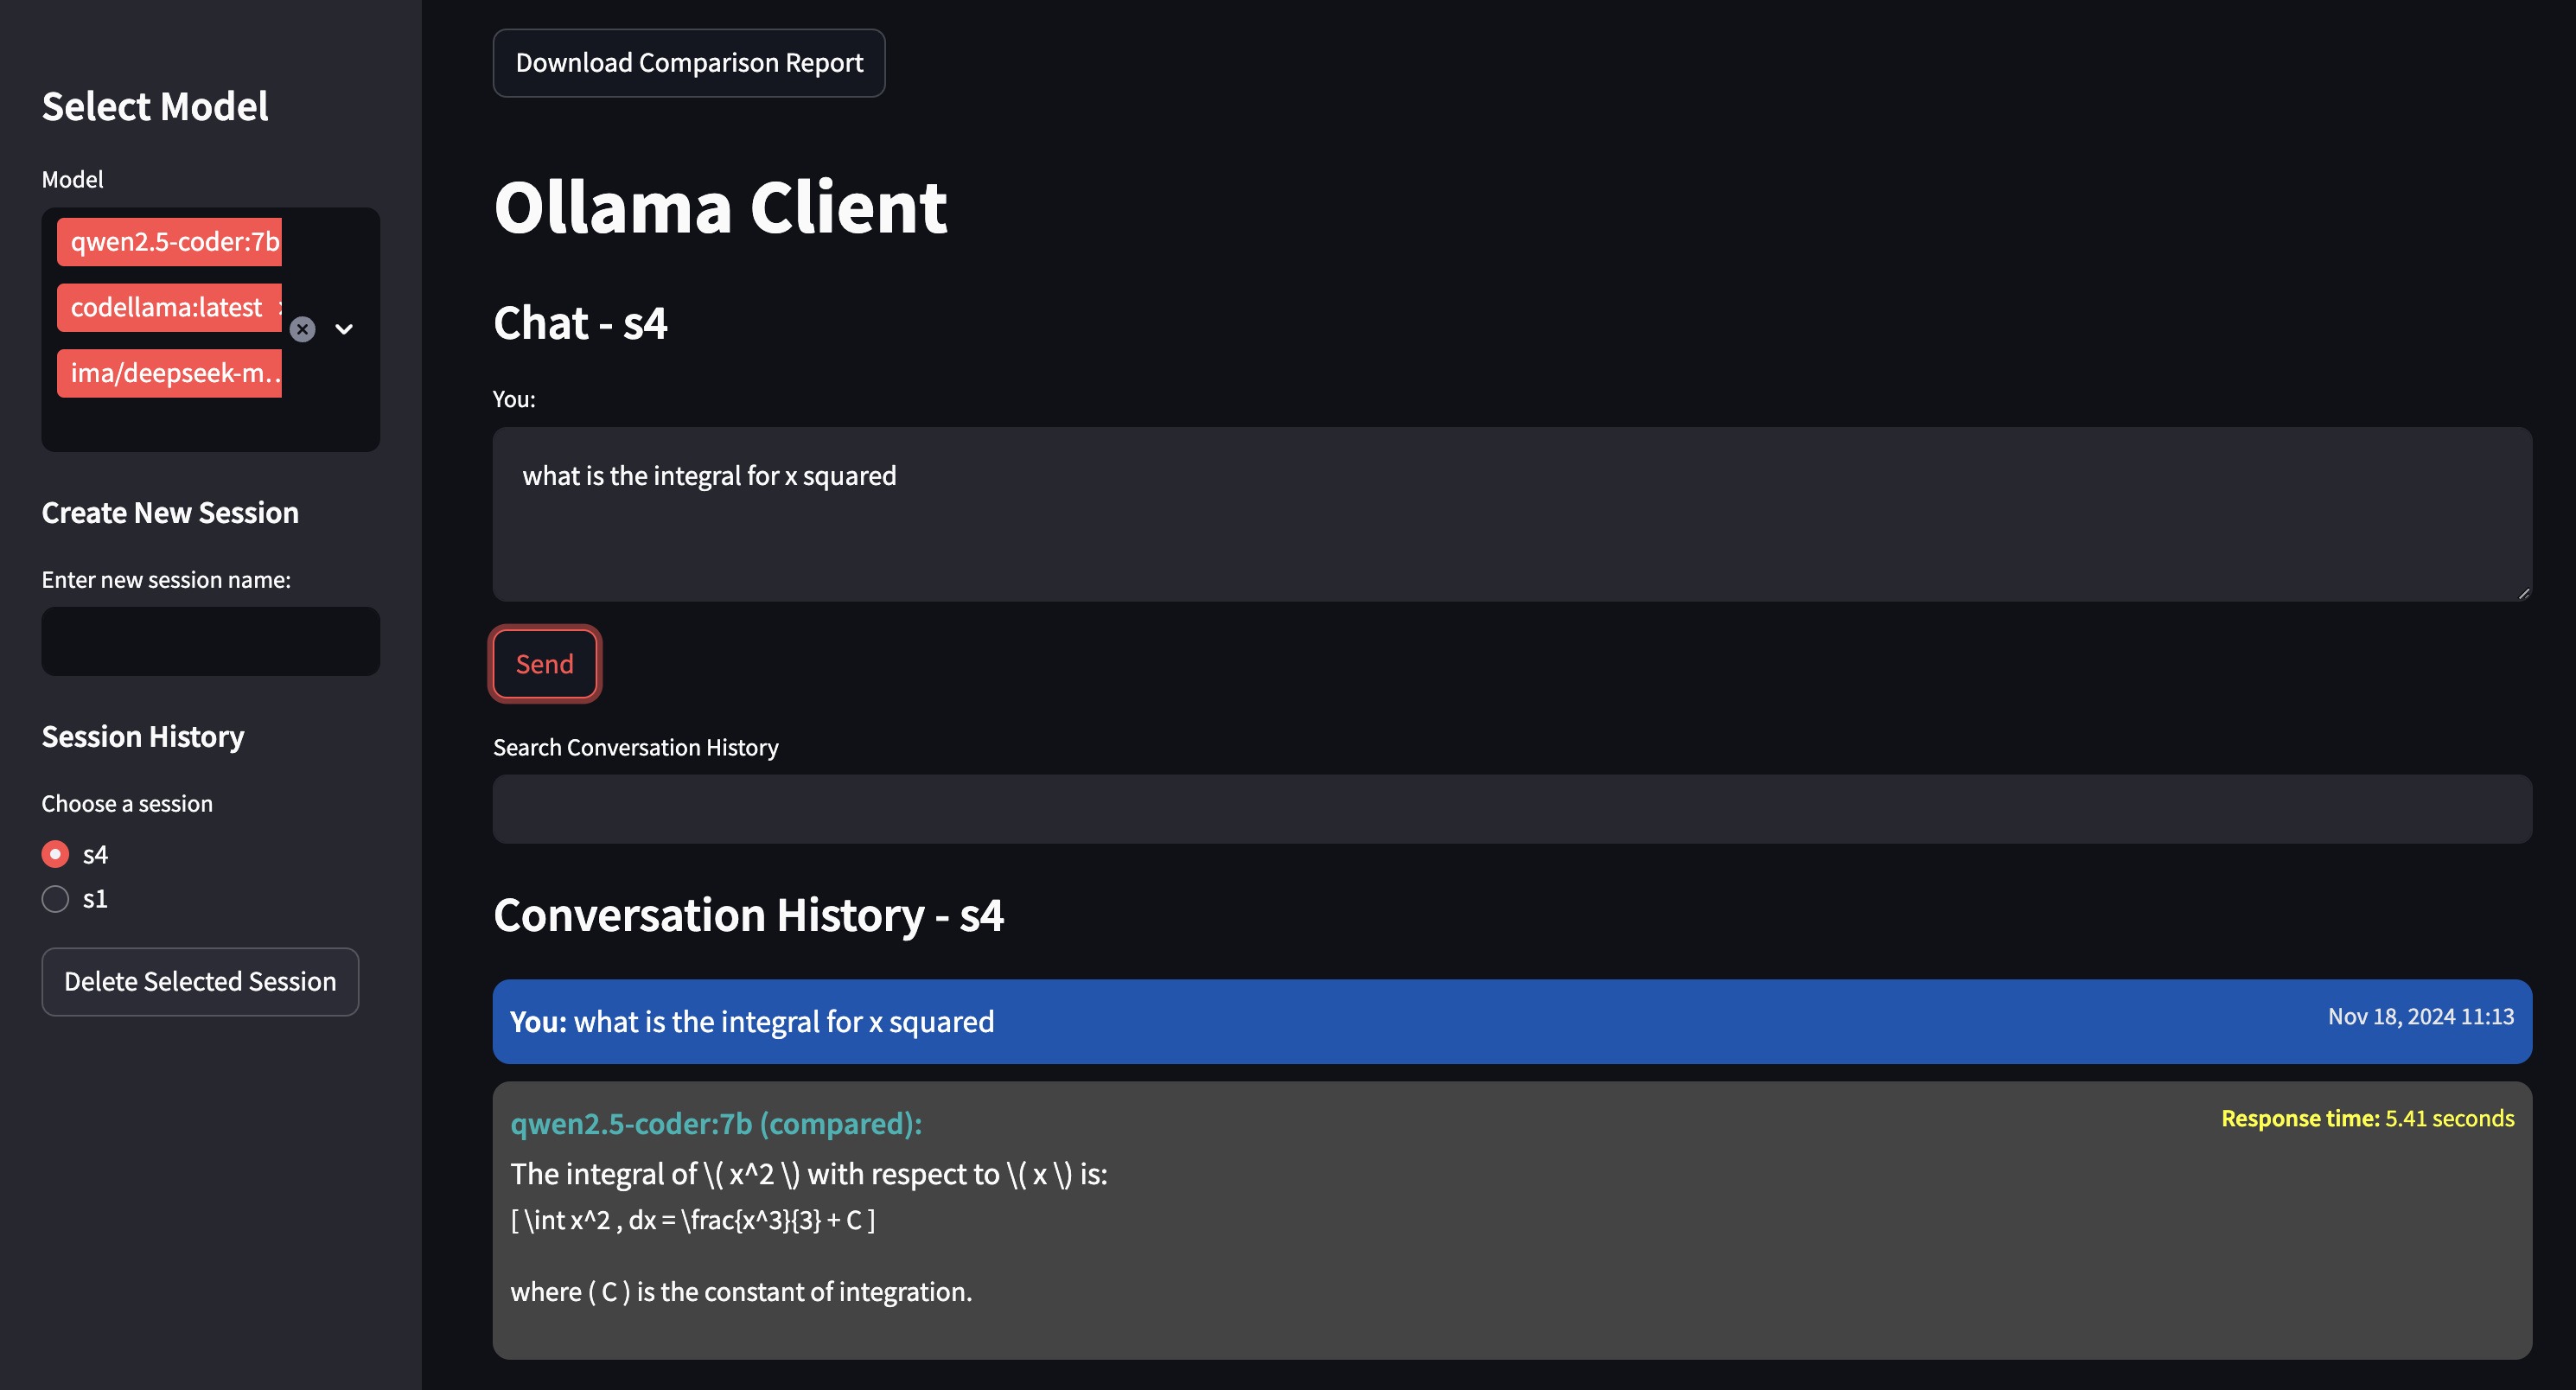 Select Model
Model
qwen2.5-coder:7b
codellama:latest
ima/deepseek-m..
Create New Session
Enter new session name:
Session History
Choose a session
s4
s1
Delete Selected Session
Download Comparison Report
Ollama Client
Chat - s4
You:
what is the integral for x squared
Send
Search Conversation History
Conversation History - s4
You: what is the integral for x squared
Nov 18, 2024 11:13
qwen2.5-coder:7b (compared):
Response time: 5.41 seconds
The integral of \( x^2 \) with respect to \( x \) is:
[ \int x^2 , dx = \frac{x^3}{3} + C ]
where ( C ) is the constant of integration.